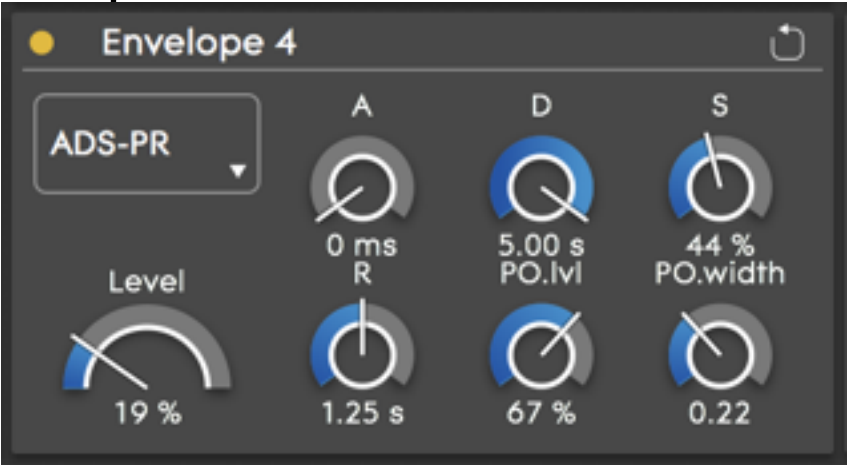 Envelope 4
ADS-PR
A
D
S
0 ms
5.00 s
44 %
Level
R
PO.lvl
PO.width
19 %
1.25 s
67 %
0.22